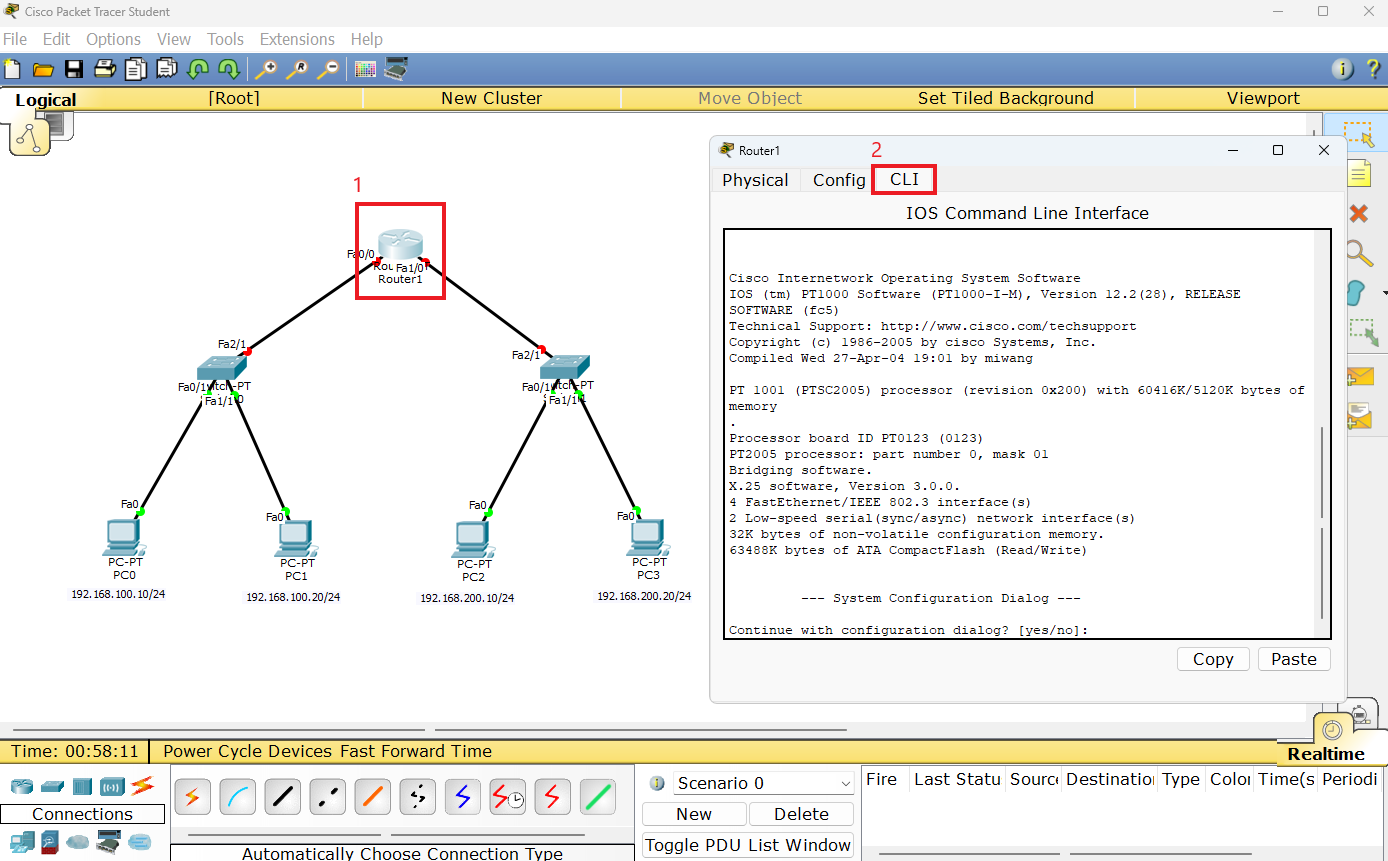 Cisco Packet Tracer Student
File Edit Options View Tools Extensions Help
Logical [Root] New Cluster Move Object Set Tiled Background Viewport
1
Fa0/0
Fa1/0
Router1
Fa2/1
Fa2/1
Fa0/1 tch-PT
Fa1/1
Fa0/1 tch-PT
Fa1/1
Fa0
Fa0
Fa0
Fa0
PC-PT
PC0
PC-PT
PC1
PC-PT
PC2
PC-PT
PC3
192.168.100.10/24
192.168.100.20/24
192.168.200.10/24
192.168.200.20/24
Router1
2
Physical Config CLI
IOS Command Line Interface
Cisco Internetwork Operating System Software
IOS (tm) PT1000 Software (PT1000-I-M), Version 12.2(28), RELEASE
SOFTWARE (fc5)
Technical Support: http://www.cisco.com/techsupport
Copyright (c) 1986-2005 by cisco Systems, Inc.
Compiled Wed 27-Apr-04 19:01 by miwang
PT 1001 (PTSC2005) processor (revision 0x200) with 60416K/5120K bytes of
memory
.
Processor board ID PT0123 (0123)
PT2005 processor: part number 0, mask 01
Bridging software.
X.25 software, Version 3.0.0.
4 FastEthernet/IEEE 802.3 interface(s)
2 Low-speed serial(sync/async) network interface(s)
32K bytes of non-volatile configuration memory.
63488K bytes of ATA CompactFlash (Read/Write)
--- System Configuration Dialog ---
Continue with configuration dialog? [yes/no]:
Copy Paste
Time: 00:58:11 Power Cycle Devices Fast Forward Time
Realtime
Connections
Automatically Choose Connection Type
Scenario 0
New Delete
Toggle PDU List Window
Fire Last Statu Source Destinatio Type Color Time(s Periodi